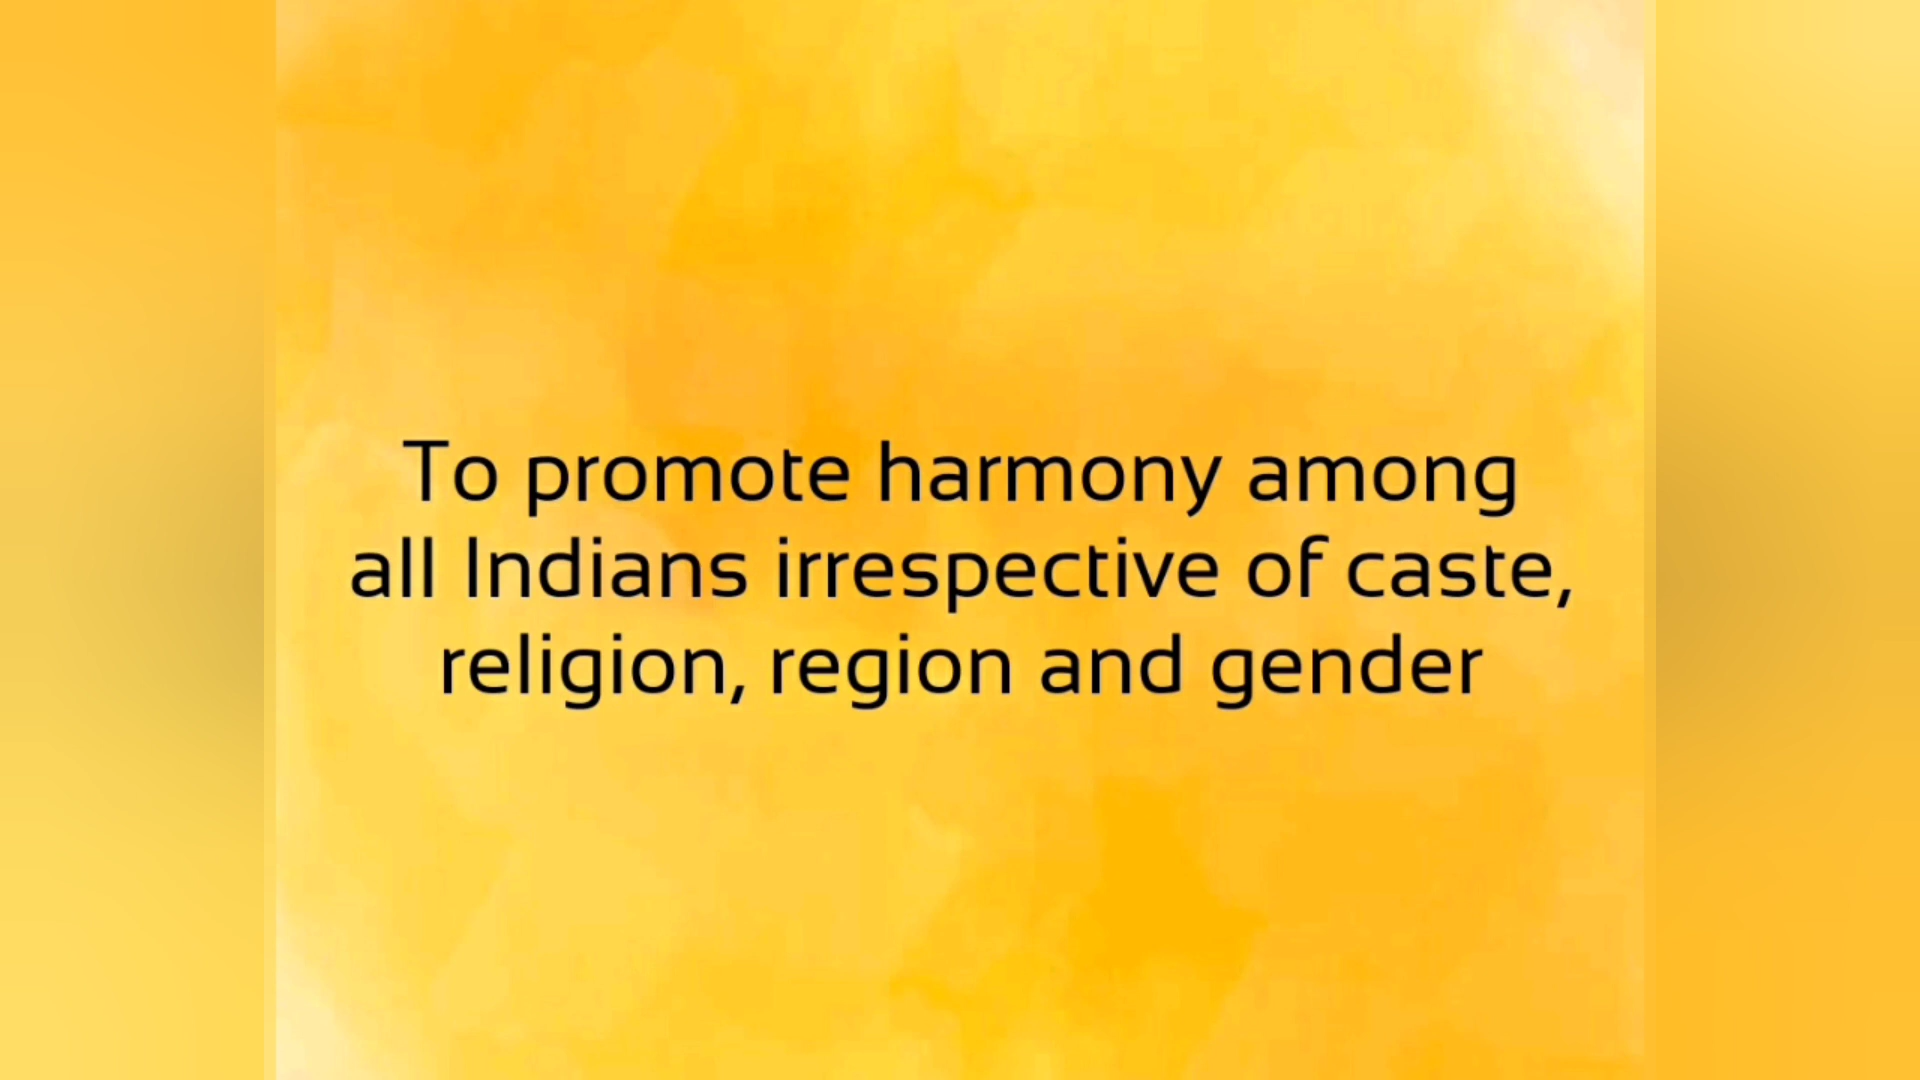 To promote harmony among
all Indians irrespective of caste,
religion, region and gender